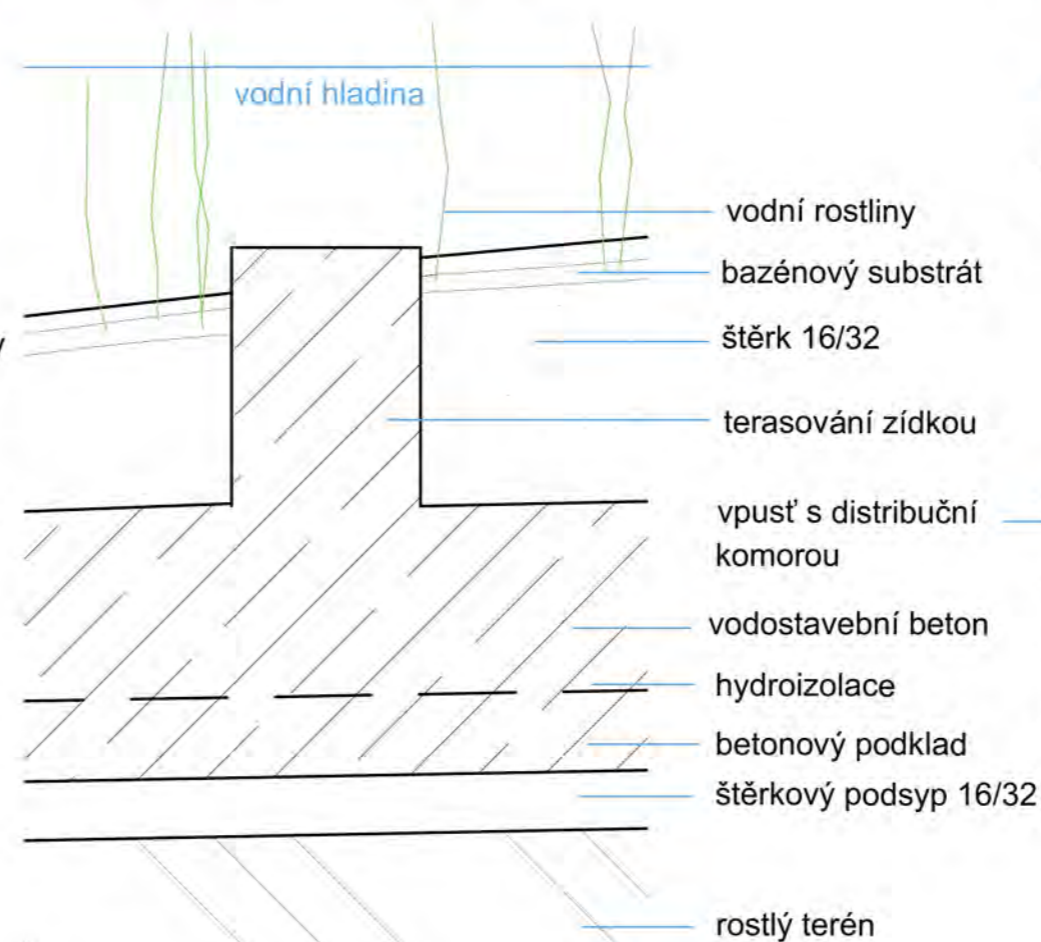 vodní hladina
vodní rostliny
bazénový substrát
štěrk 16/32
terasování zídkou
vpusť s distribuční
komorou
vodostavební beton
hydroizolace
betonový podklad
štěrkový podsyp 16/32
rostlý terén